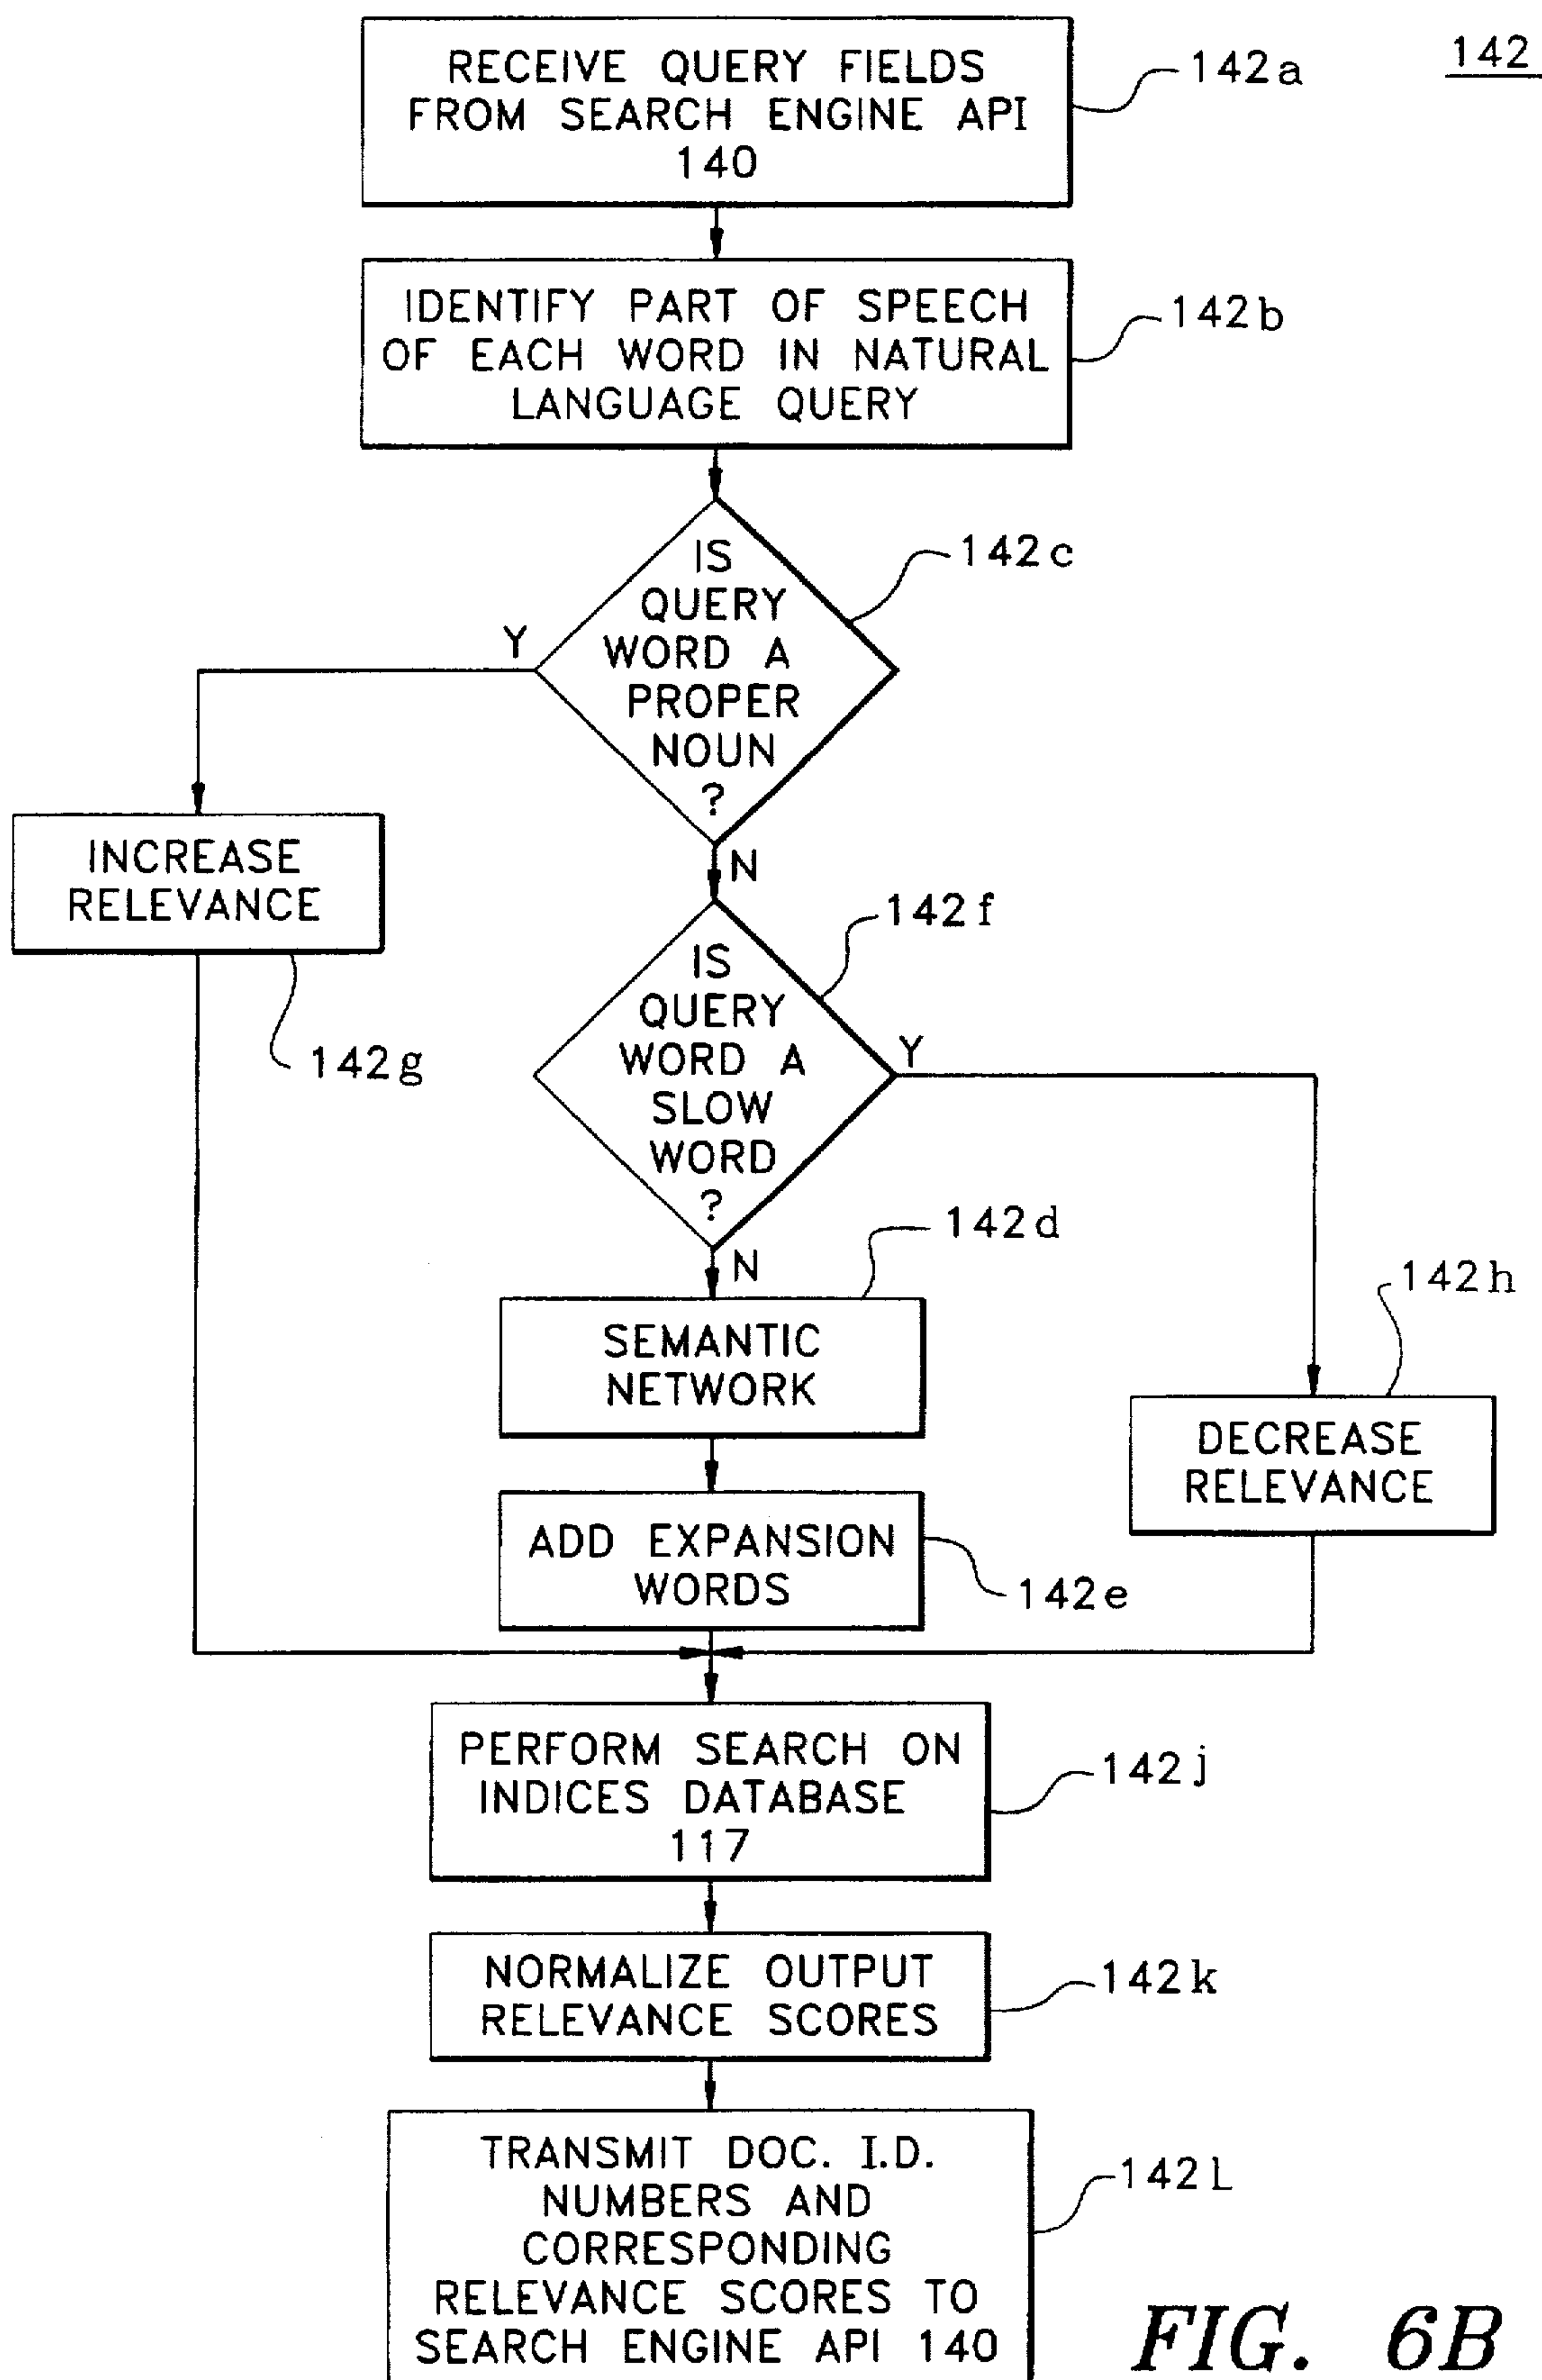 142
RECEIVE QUERY FIELDS
FROM SEARCH ENGINE API
140
142a
IDENTIFY PART OF SPEECH
OF EACH WORD IN NATURAL
LANGUAGE QUERY
142b
IS
QUERY
WORD A
PROPER
NOUN
?
142c
Y
N
INCREASE
RELEVANCE
142g
IS
QUERY
WORD A
SLOW
WORD
?
142f
Y
N
SEMANTIC
NETWORK
142d
DECREASE
RELEVANCE
142h
ADD EXPANSION
WORDS
142e
PERFORM SEARCH ON
INDICES DATABASE
117
142j
NORMALIZE OUTPUT
RELEVANCE SCORES
142k
TRANSMIT DOC. I.D.
NUMBERS AND
CORRESPONDING
RELEVANCE SCORES TO
SEARCH ENGINE API 140
142l
FIG. 6B